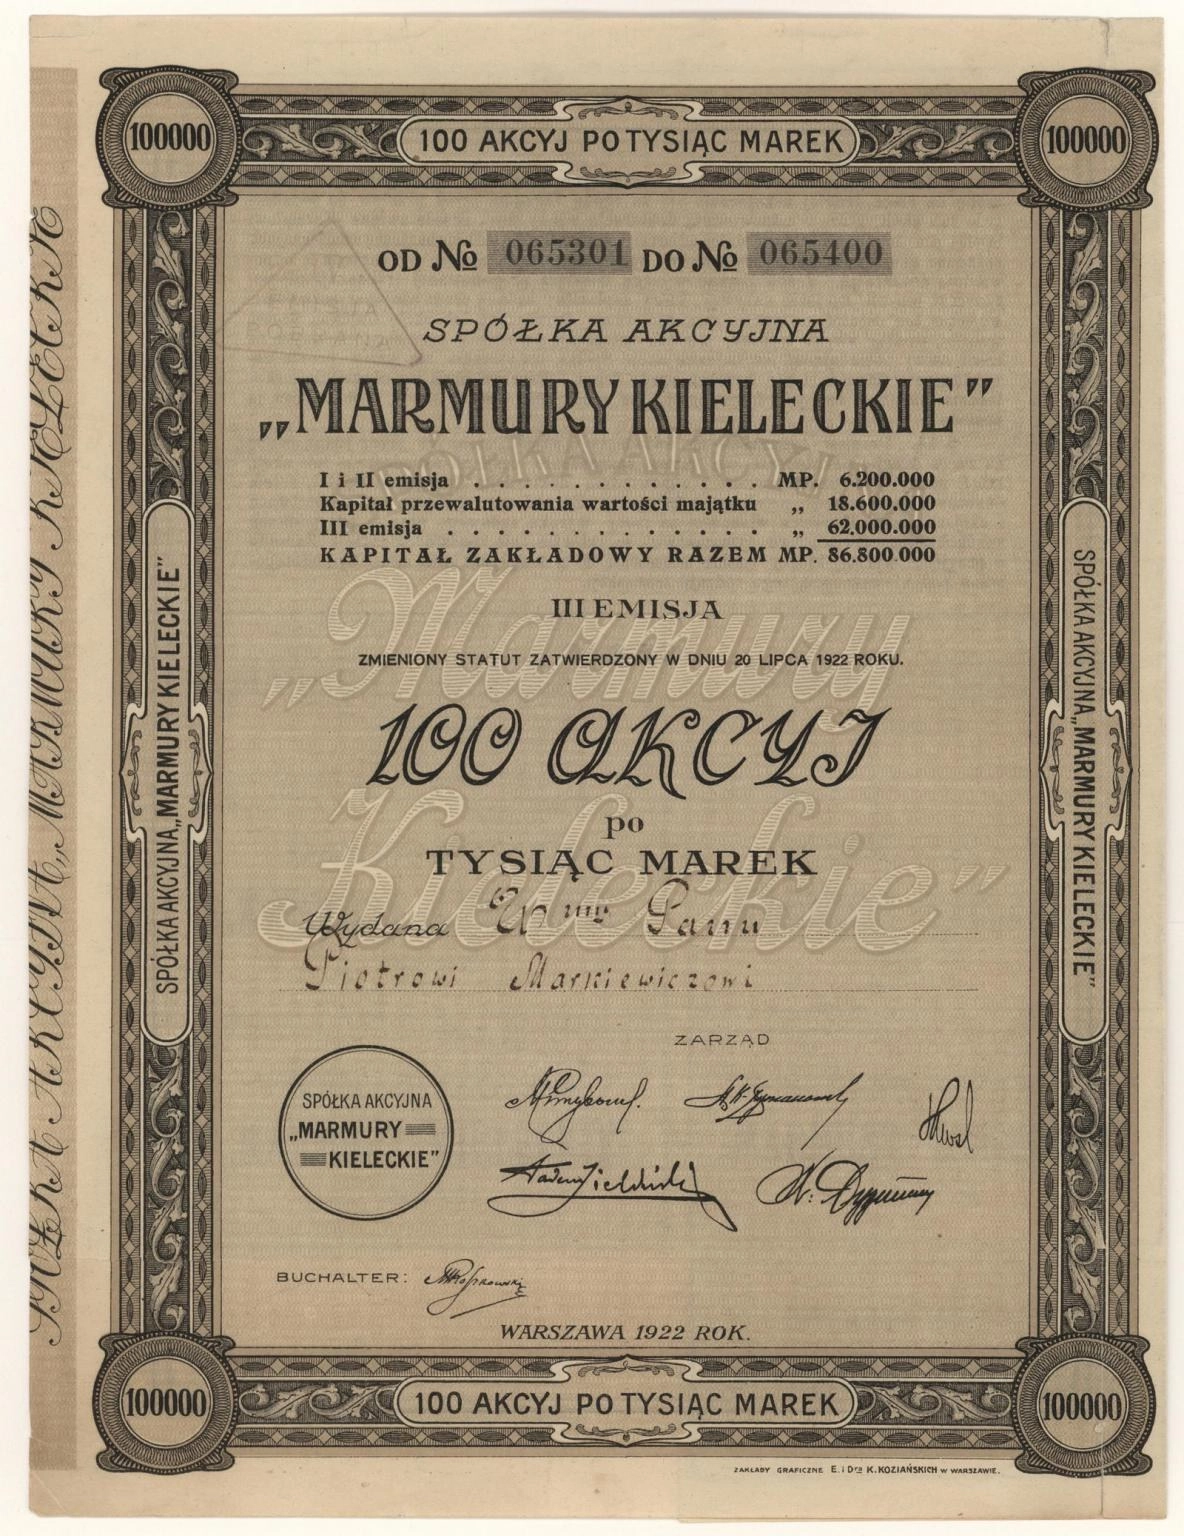 100000
100 AKCYJ PO TYSIĄC MAREK
100000
OD № 065301 DO № 065400
SPÓŁKA AKCYJNA
„MARMURY KIELECKIE”
I i II emisja . . . . . . . . . . . . MP. 6.200.000
Kapitał przewalutowania wartości majątku „ 18.600.000
III emisja . . . . . . . . . . . . . „ 62.000.000
KAPITAŁ ZAKŁADOWY RAZEM MP. 86.800.000
III EMISJA
ZMIENIONY STATUT ZATWIERDZONY W DNIU 20 LIPCA 1922 ROKU.
100 AKCYJ
po
TYSIĄC MAREK
Wydana Panu
Piotrowi Markiewiczowi
ZARZĄD
SPÓŁKA AKCYJNA
„MARMURY
KIELECKIE”
BUCHALTER:
WARSZAWA 1922 ROK.
100000
100 AKCYJ PO TYSIĄC MAREK
100000
ZAKŁADY GRAFICZNE E. i Dra K. KOZIAŃSKICH w WARSZAWIE.
SPÓŁKA AKCYJNA „MARMURY KIELECKIE”
SPÓŁKA AKCYJNA „MARMURY KIELECKIE”
„Marmury
Kieleckie”